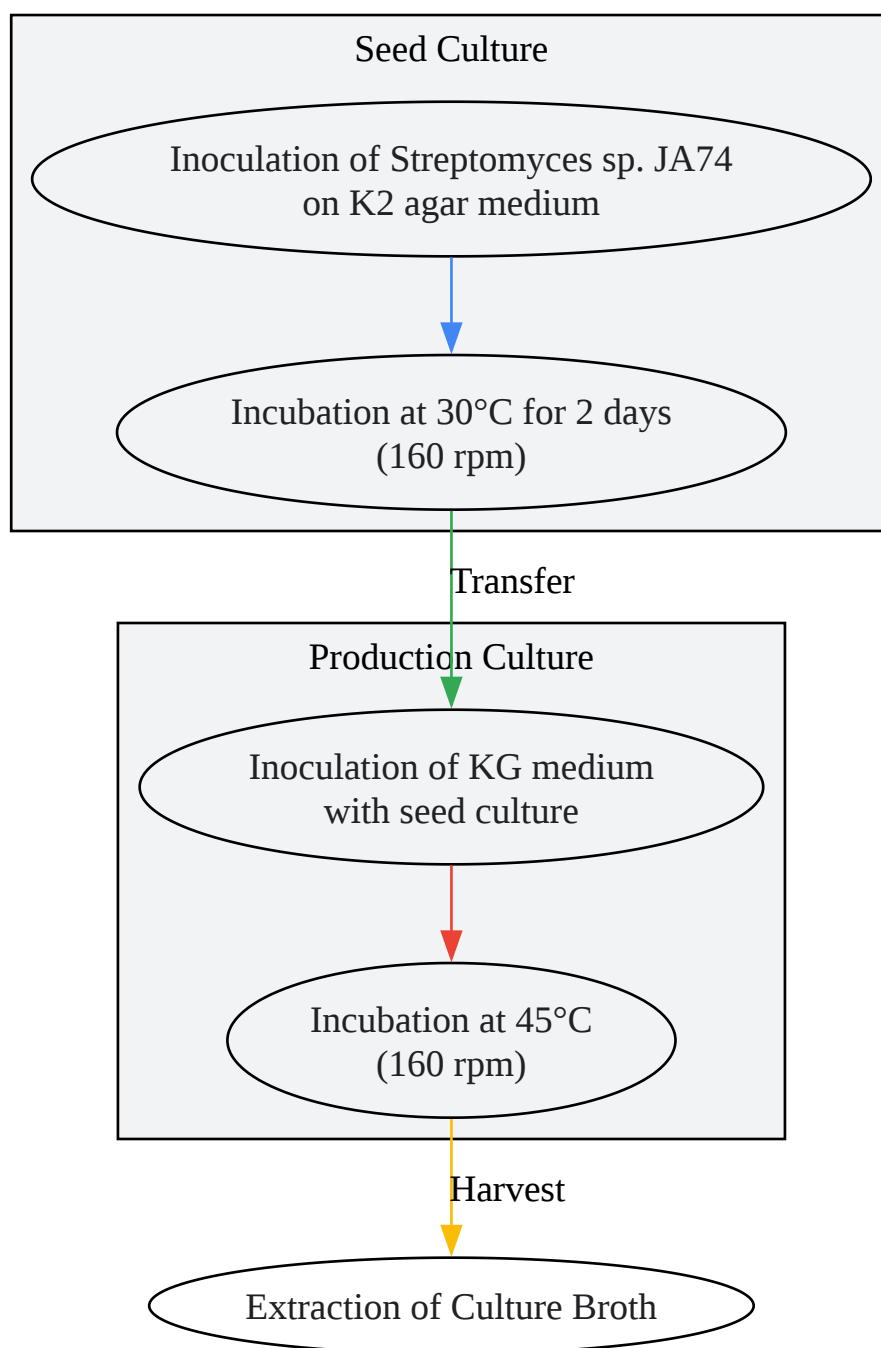 Seed Culture
Inoculation of Streptomyces sp. JA74
on K2 agar medium
Incubation at 30°C for 2 days
(160 rpm)
Transfer
Production Culture
Inoculation of KG medium
with seed culture
Incubation at 45°C
(160 rpm)
Harvest
Extraction of Culture Broth